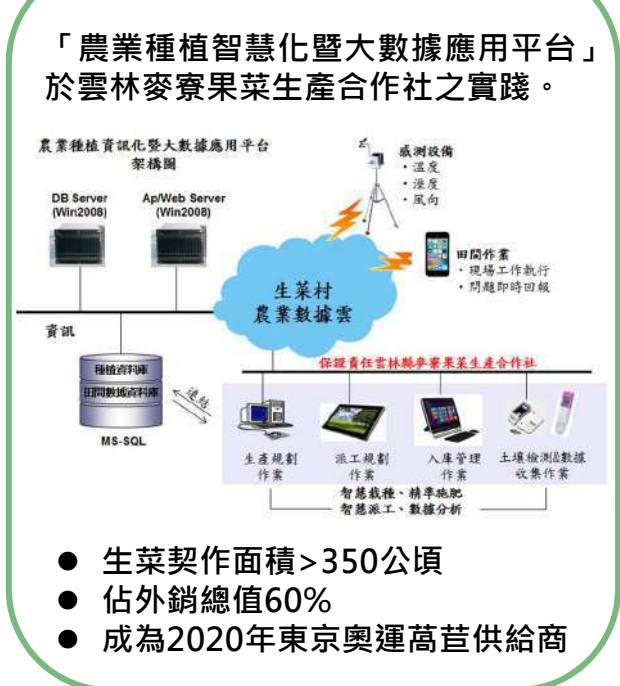 「農業種植智慧化暨大數據應用平台」
於雲林麥寮果菜生產合作社之實踐。
農業種植資訊化暨大數據應用平台
架構圖
DB Server
(Win2008)
Ap/Web Server
(Win2008)
感測設備
・溫度
・溼度
・風向
田間作業
・現場工作執行
・問題即時回報
生菜村
農業數據雲
資訊
種植資料庫
田間數據資料庫
MS-SQL
連結
保證責任雲林縣麥寮果菜生產合作社
生產規劃
作業
派工規劃
作業
入庫管理
作業
土壤檢測&數據
收集作業
智慧栽種、精準施肥
智慧派工、數據分析
● 生菜契作面積>350公頃
● 佔外銷總值60%
● 成為2020年東京奧運萵苣供給商